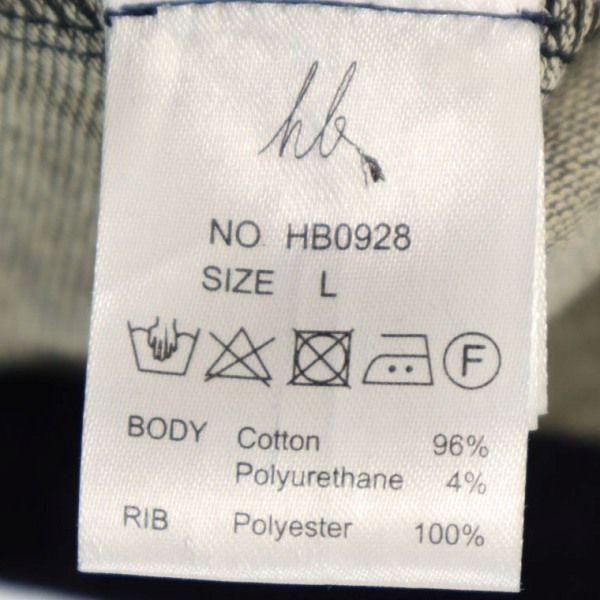 hb
NO. HB0928
SIZE L
F
BODY Cotton 96%
Polyurethane 4%
RIB Polyester 100%